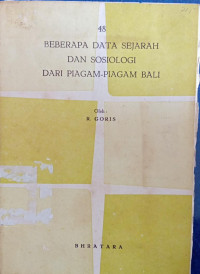 48
BEBERAPA DATA SEJARAH
DAN SOSIOLOGI
DARI PIAGAM-PIAGAM BALI
Oleh:
R. GORIS
BHRATARA